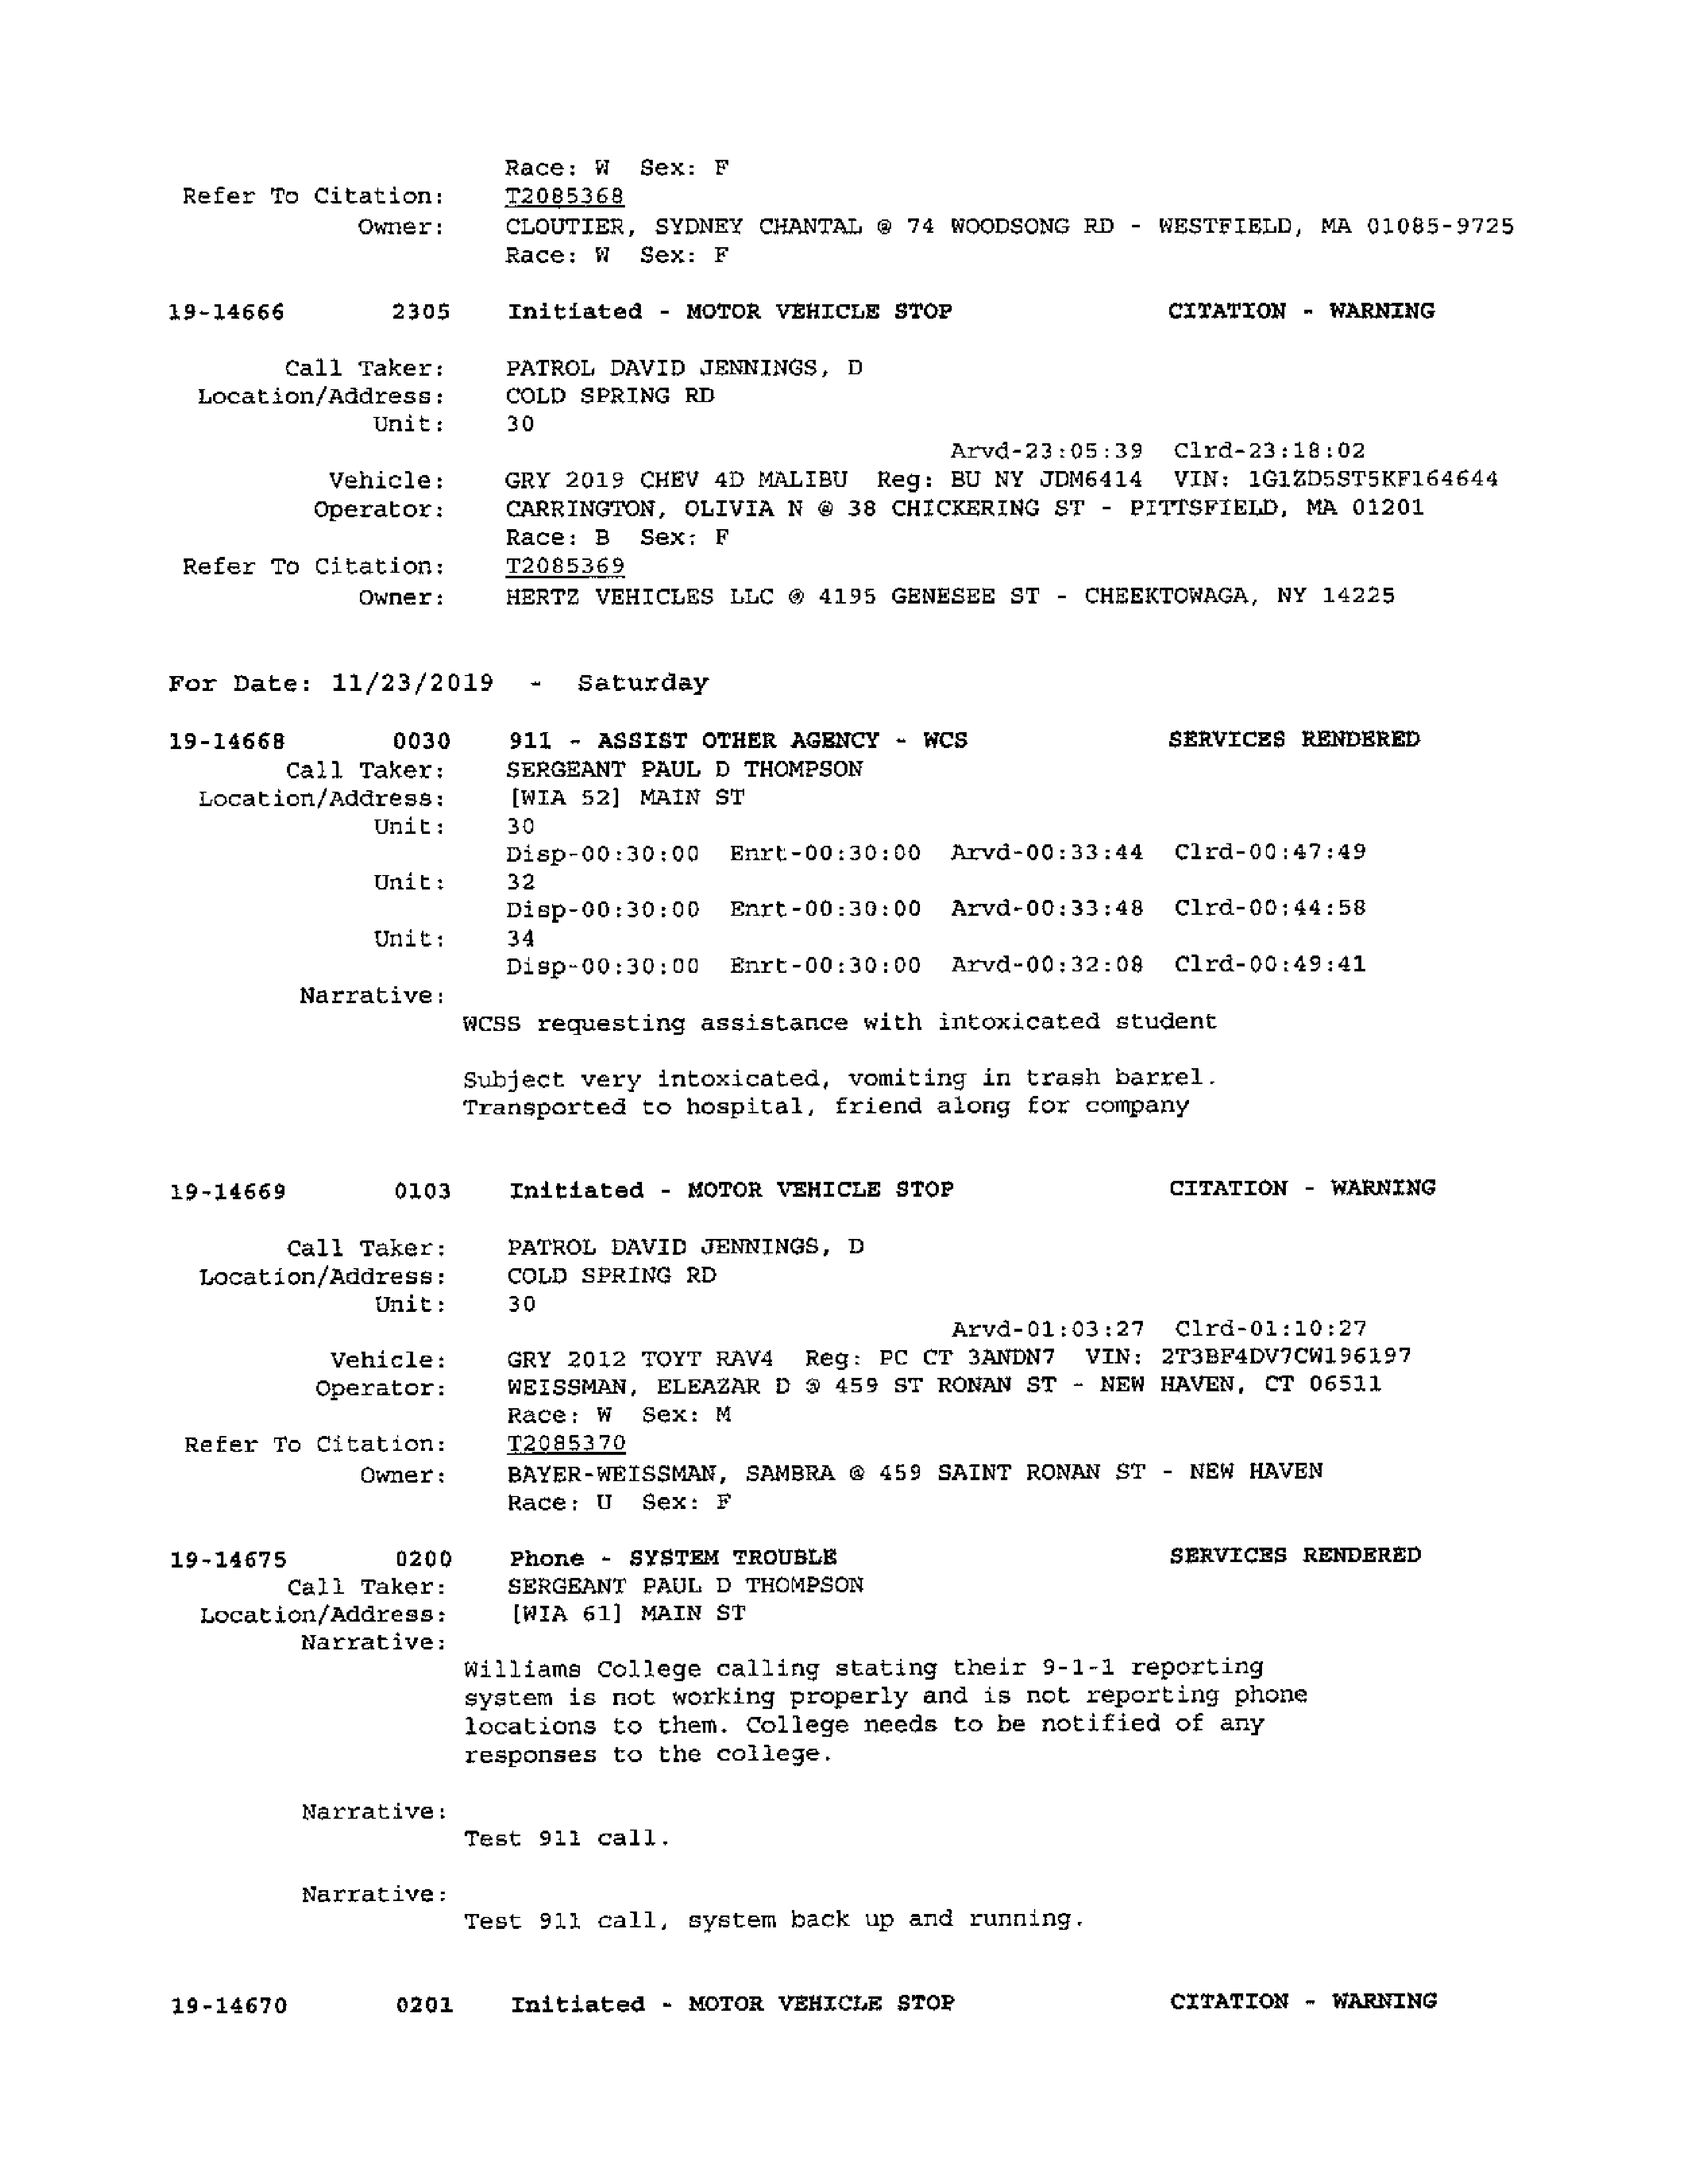 Race: W Sex: F
Refer To Citation: T2085368
Owner: CLOUTIER, SYDNEY CHANTAL @ 74 WOODSONG RD - WESTFIELD, MA 01085-9725
Race: W Sex: F
19-14666 2305 Initiated - MOTOR VEHICLE STOP CITATION - WARNING
Call Taker: PATROL DAVID JENNINGS, D
Location/Address: COLD SPRING RD
Unit: 30
Arvd-23:05:39 Clrd-23:18:02
Vehicle: GRY 2019 CHEV 4D MALIBU Reg: BU NY JDM6414 VIN: 1G1ZD5ST5KF164644
Operator: CARRINGTON, OLIVIA N @ 38 CHICKERING ST - PITTSFIELD, MA 01201
Race: B Sex: F
Refer To Citation: T2085369
Owner: HERTZ VEHICLES LLC @ 4195 GENESEE ST - CHEEKTOWAGA, NY 14225
For Date: 11/23/2019 - Saturday
19-14668 0030 911 - ASSIST OTHER AGENCY - WCS SERVICES RENDERED
Call Taker: SERGEANT PAUL D THOMPSON
Location/Address: [WIA 52] MAIN ST
Unit: 30
Disp-00:30:00 Enrt-00:30:00 Arvd-00:33:44 Clrd-00:47:49
Unit: 32
Disp-00:30:00 Enrt-00:30:00 Arvd-00:33:48 Clrd-00:44:58
Unit: 34
Disp-00:30:00 Enrt-00:30:00 Arvd-00:32:08 Clrd-00:49:41
Narrative:
WCSS requesting assistance with intoxicated student
Subject very intoxicated, vomiting in trash barrel.
Transported to hospital, friend along for company
19-14669 0103 Initiated - MOTOR VEHICLE STOP CITATION - WARNING
Call Taker: PATROL DAVID JENNINGS, D
Location/Address: COLD SPRING RD
Unit: 30
Arvd-01:03:27 Clrd-01:10:27
Vehicle: GRY 2012 TOYT RAV4 Reg: PC CT 3ANDN7 VIN: 2T3BF4DV7CW196197
Operator: WEISSMAN, ELEAZAR D @ 459 ST RONAN ST - NEW HAVEN, CT 06511
Race: W Sex: M
Refer To Citation: T2085370
Owner: BAYER-WEISSMAN, SAMBRA @ 459 SAINT RONAN ST - NEW HAVEN
Race: U Sex: F
19-14675 0200 Phone - SYSTEM TROUBLE SERVICES RENDERED
Call Taker: SERGEANT PAUL D THOMPSON
Location/Address: [WIA 61] MAIN ST
Narrative:
Williams College calling stating their 9-1-1 reporting
system is not working properly and is not reporting phone
locations to them. College needs to be notified of any
responses to the college.
Narrative:
Test 911 call.
Narrative:
Test 911 call, system back up and running.
19-14670 0201 Initiated - MOTOR VEHICLE STOP CITATION - WARNING